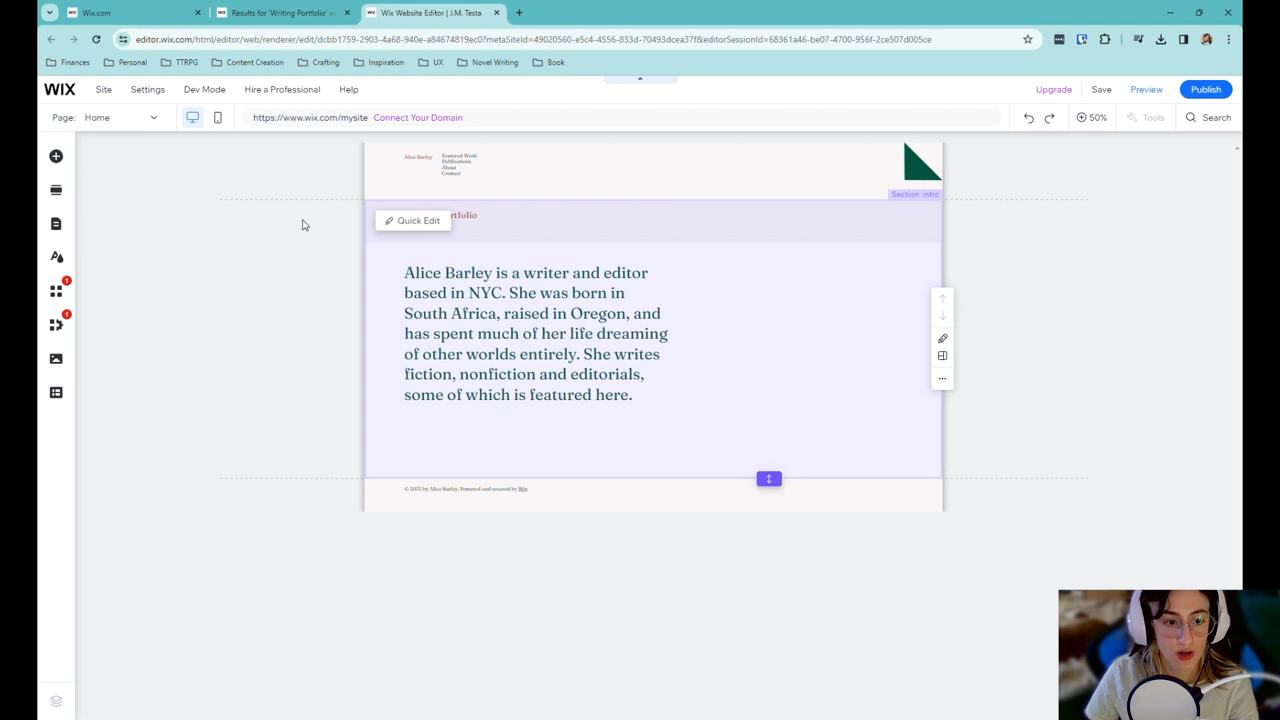 Wix.com
Results for 'Writing Portfolio' w
Wix Website Editor | J.M. Testa
editor.wix.com/html/editor/web/renderer/edit/dcbb1759-2903-4a68-940e-a84674819ec0?metaSiteId=49020560-e5c4-4556-833d-70493dcea37f&editorSessionId=68361a46-be07-4700-956f-2ce507d005ce
Finances Personal TTRPG Content Creation Crafting Inspiration UX Novel Writing Book
WIX Site Settings Dev Mode Hire a Professional Help Upgrade Save Preview Publish
Page: Home https://www.wix.com/mysite Connect Your Domain 50% Tools Search
Alice Barley
Featured Work
Publications
About
Contact
Section: Intro
Quick Edit
rtfolio
Alice Barley is a writer and editor
based in NYC. She was born in
South Africa, raised in Oregon, and
has spent much of her life dreaming
of other worlds entirely. She writes
fiction, nonfiction and editorials,
some of which is featured here.
1
1